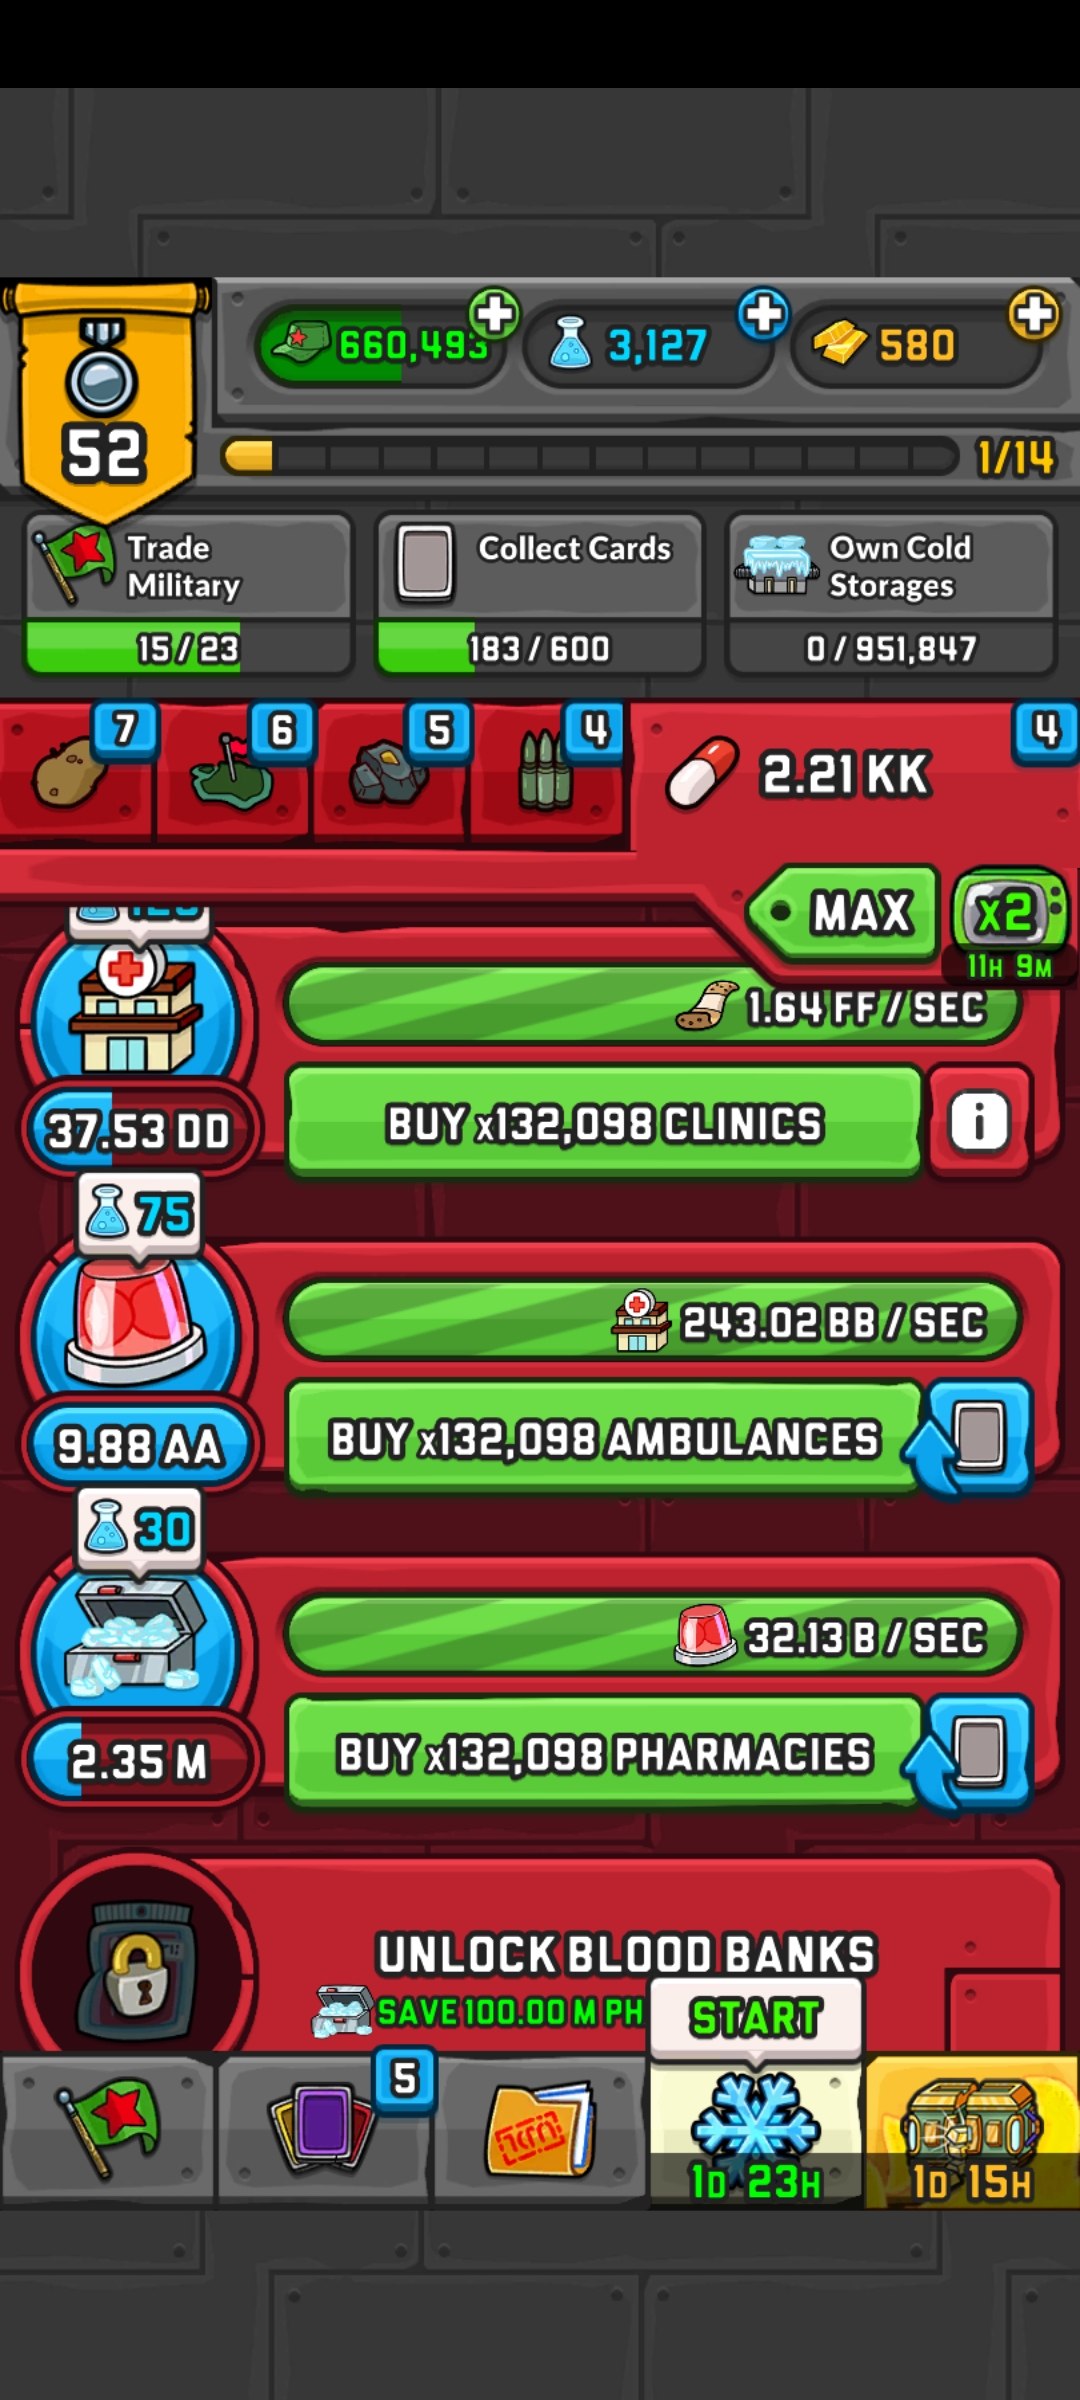 660,493
3,127
580
52
1/14
Trade
Military
15/23
Collect Cards
183/600
Own Cold
Storages
0/951,847
7
6
5
4
2.21 KK
4
MAX
x2
11H 9M
1.64 FF/SEC
37.53 DD
BUY x132,098 CLINICS
i
75
243.02 BB/SEC
9.88 AA
BUY x132,098 AMBULANCES
30
32.13 B/SEC
2.35 M
BUY x132,098 PHARMACIES
UNLOCK BLOOD BANKS
SAVE 100.00 M PH
START
5
1D 23H
1D 15H